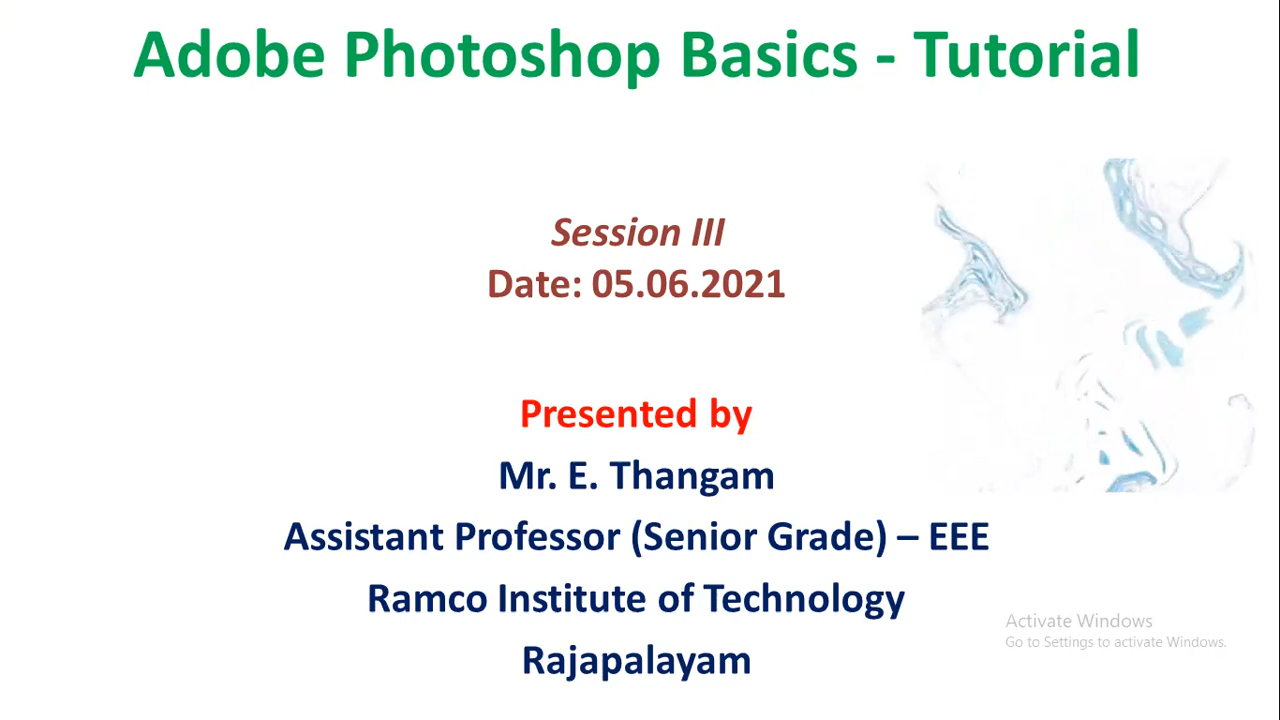 Adobe Photoshop Basics - Tutorial
Session III
Date: 05.06.2021
Presented by
Mr. E. Thangam
Assistant Professor (Senior Grade) – EEE
Ramco Institute of Technology
Rajapalayam
Activate Windows
Go to Settings to activate Windows.